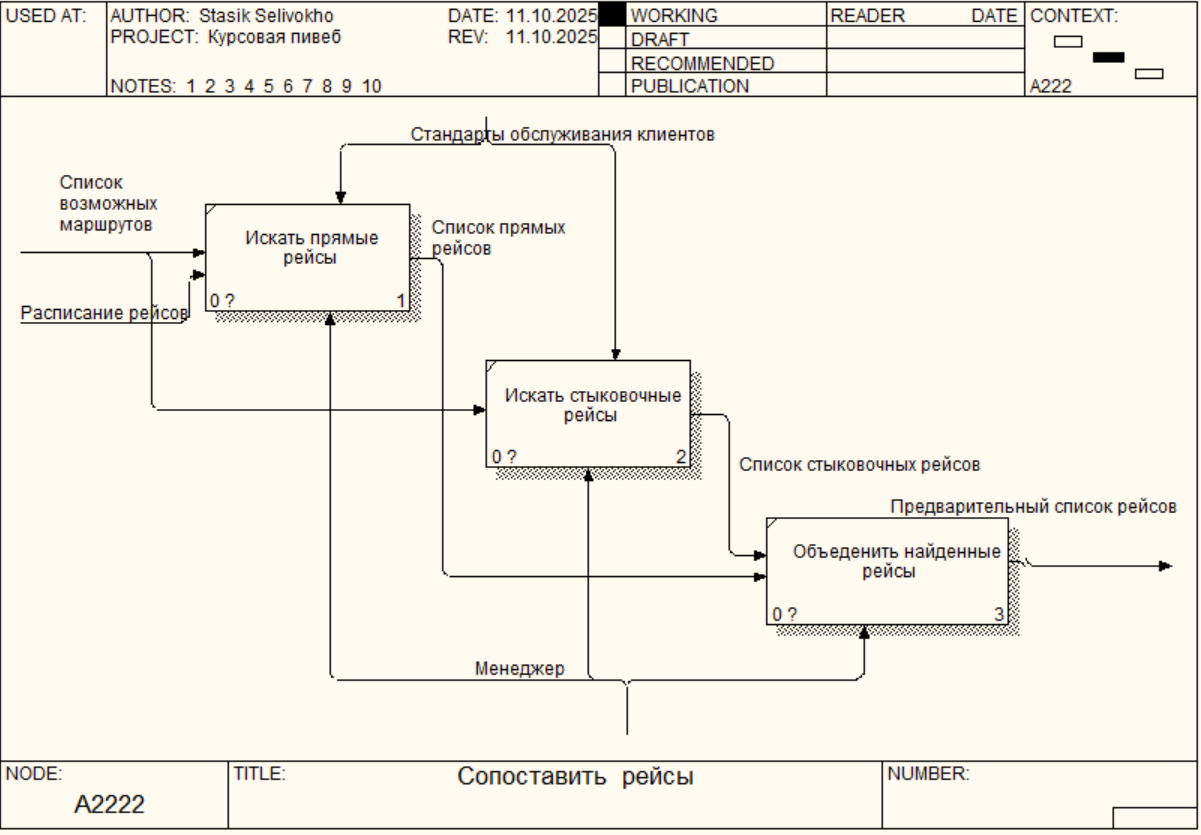 USED AT:
AUTHOR: Stasik Selivokho
DATE: 11.10.2025
WORKING
READER
DATE
CONTEXT:
PROJECT: Курсовая пивеб
REV: 11.10.2025
DRAFT
RECOMMENDED
NOTES: 1 2 3 4 5 6 7 8 9 10
PUBLICATION
A222
Стандарты обслуживания клиентов
Список
возможных
маршрутов
Искать прямые
рейсы
0 ?
1
Список прямых
рейсов
Расписание рейсов
Искать стыковочные
рейсы
0 ?
2
Список стыковочных рейсов
Предварительный список рейсов
Объеденить найденные
рейсы
0 ?
3
Менеджер
NODE:
A2222
TITLE:
Сопоставить рейсы
NUMBER: